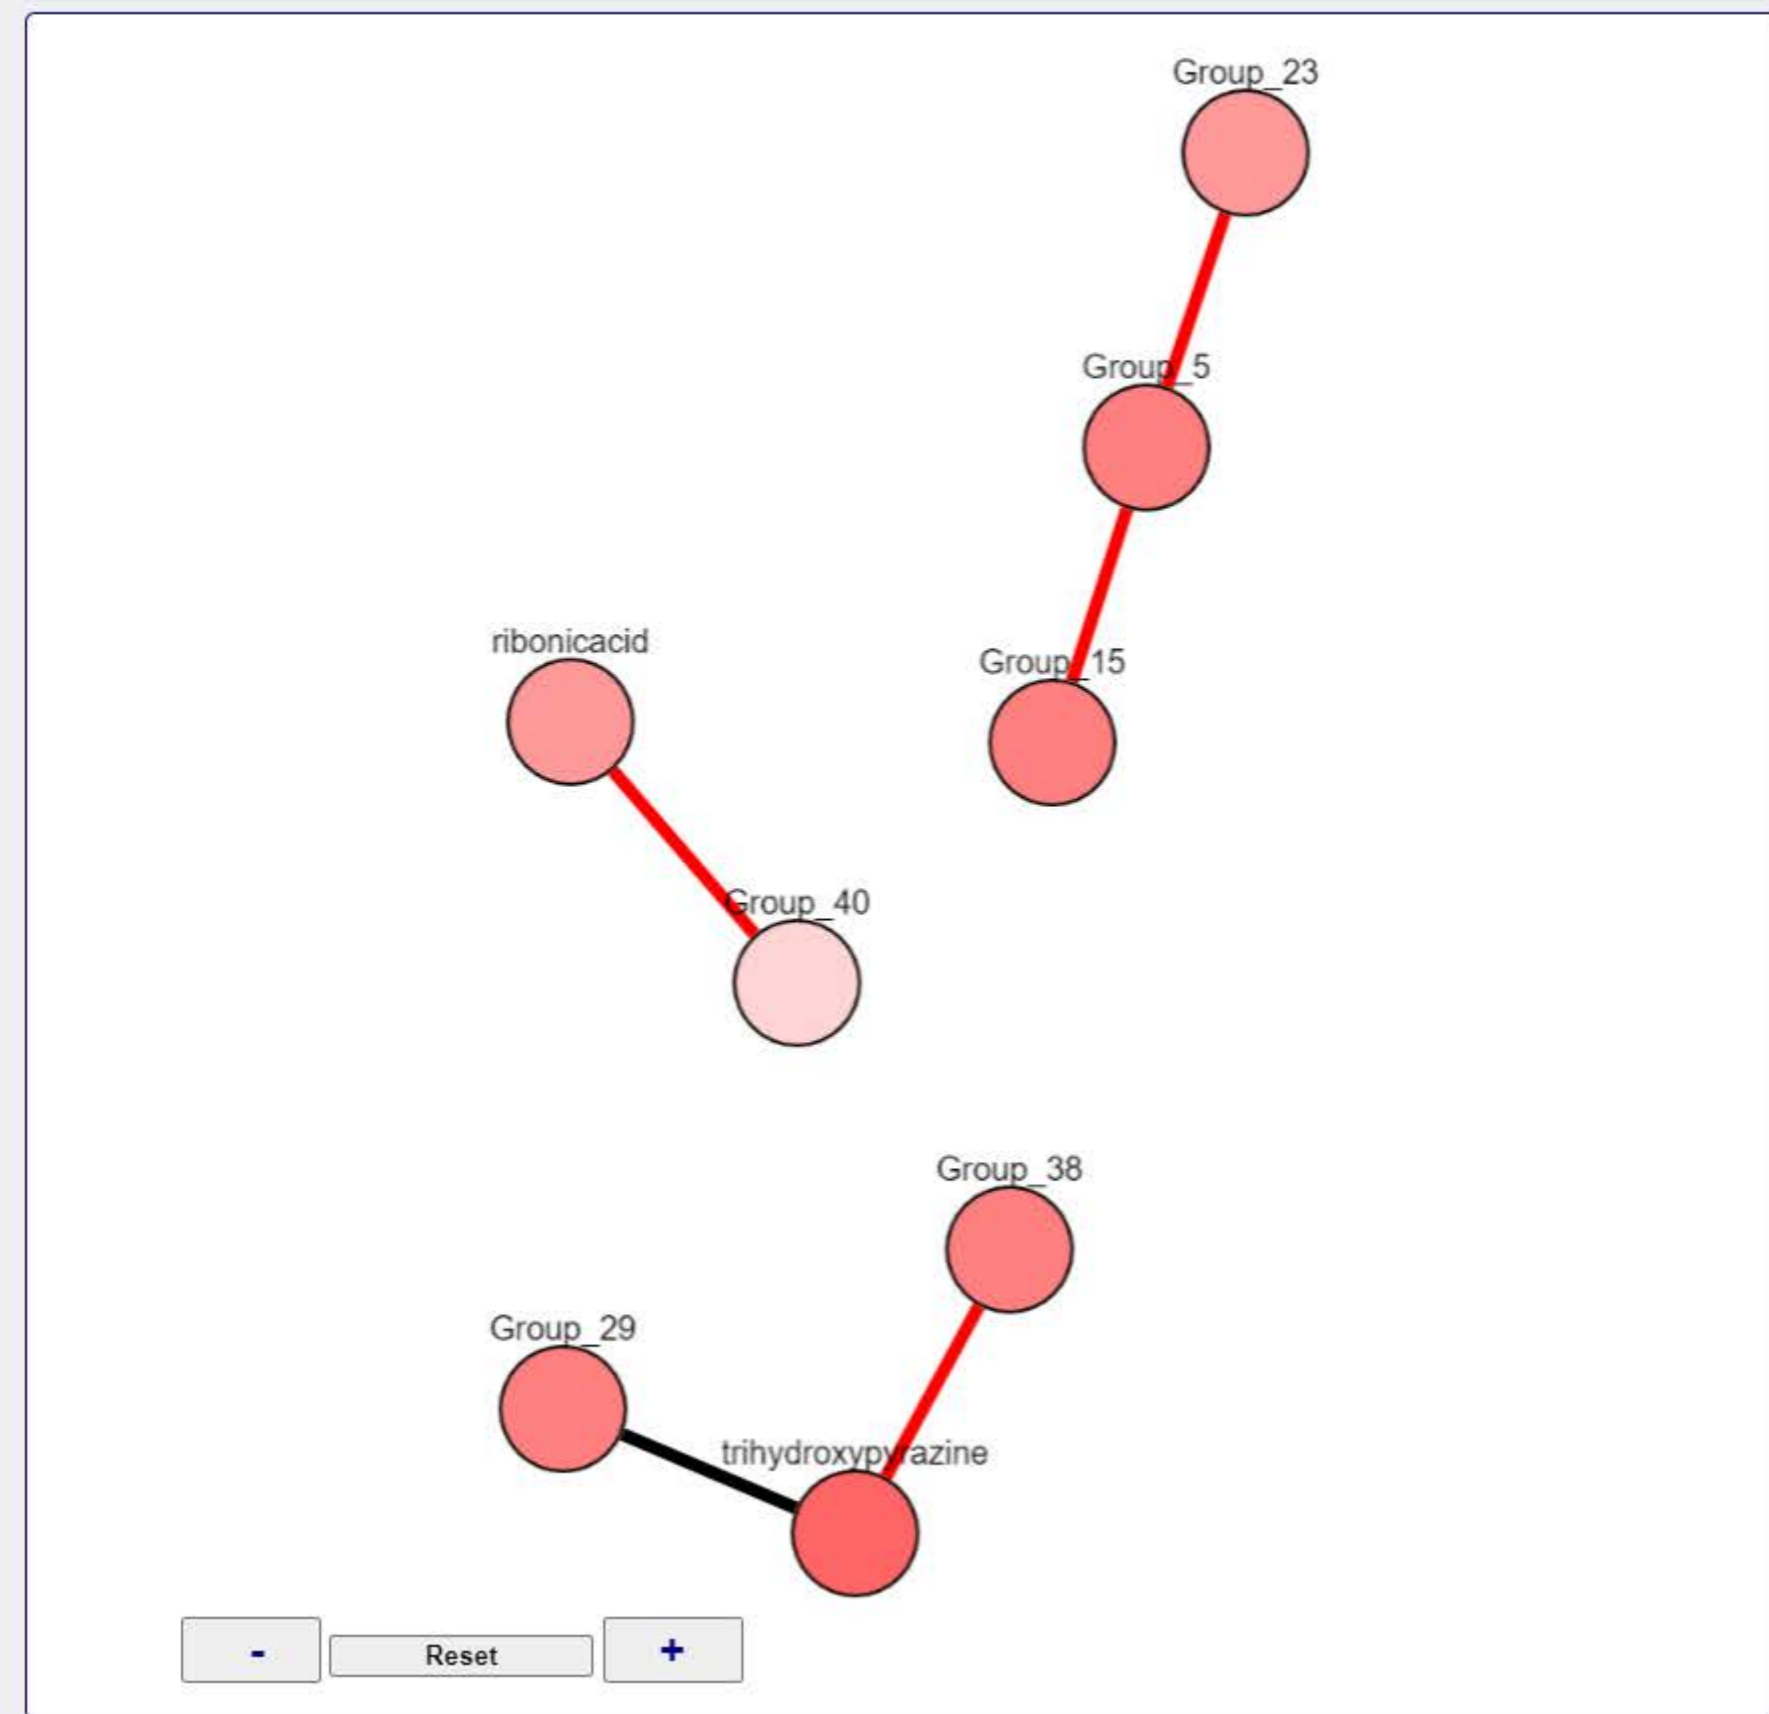 Group_23
Group_5
ribonicacid
Group_15
Group_40
Group_38
Group_29
trihydroxypyrazine
- Reset +